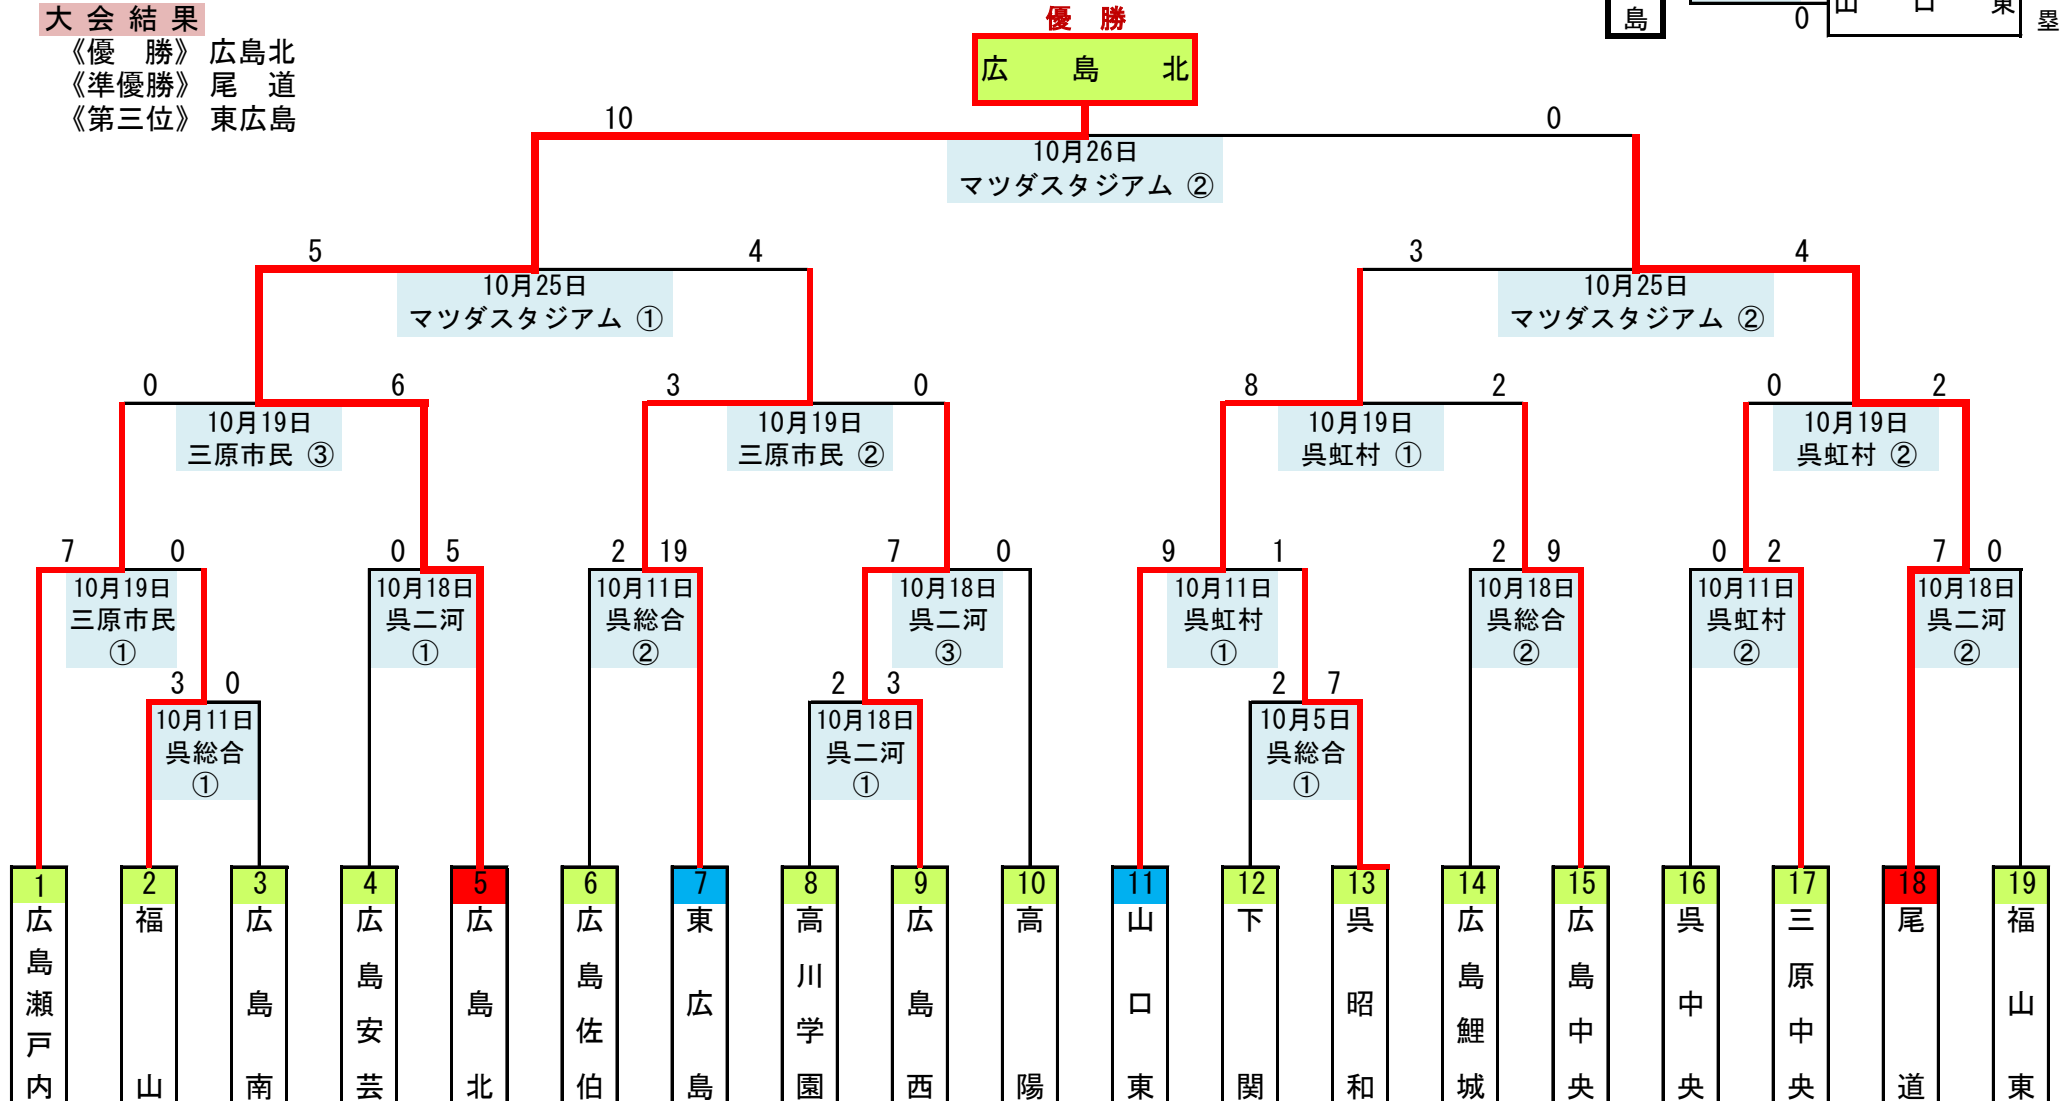 大会結果
《優　勝》 広島北
《準優勝》 尾　道
《第三位》 東広島
優　勝
広　島　北
島
0
山　口　東
塁
10
0
10月26日
マツダスタジアム ②
5
4
3
4
10月25日
マツダスタジアム ①
10月25日
マツダスタジアム ②
0
6
3
0
8
2
0
2
10月19日
三原市民 ③
10月19日
三原市民 ②
10月19日
呉虹村 ①
10月19日
呉虹村 ②
7
0
0
5
2
19
7
0
9
1
2
9
0
2
7
0
10月19日
三原市民
①
10月18日
呉二河
①
10月11日
呉総合
②
10月18日
呉二河
③
10月11日
呉虹村
①
10月18日
呉総合
②
10月11日
呉虹村
②
10月18日
呉二河
②
3
0
2
3
2
7
10月11日
呉総合
①
10月18日
呉二河
①
10月5日
呉総合
①
1
広島瀬戸内
2
福山
3
広島南
4
広島安芸
5
広島北
6
広島佐伯
7
東広島
8
高川学園
9
広島西
10
高陽
11
山口東
12
下関
13
呉昭和
14
広島鯉城
15
広島中央
16
呉中央
17
三原中央
18
尾道
19
福山東